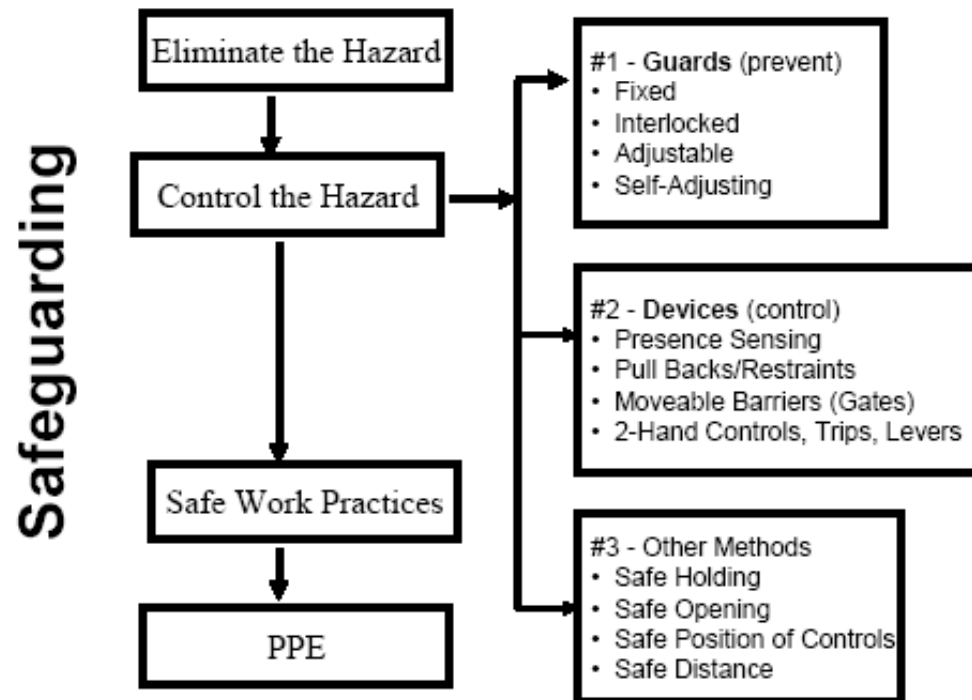 Safeguarding
Eliminate the Hazard
Control the Hazard
Safe Work Practices
PPE
#1 - Guards (prevent)
• Fixed
• Interlocked
• Adjustable
• Self-Adjusting
#2 - Devices (control)
• Presence Sensing
• Pull Backs/Restraints
• Moveable Barriers (Gates)
• 2-Hand Controls, Trips, Levers
#3 - Other Methods
• Safe Holding
• Safe Opening
• Safe Position of Controls
• Safe Distance